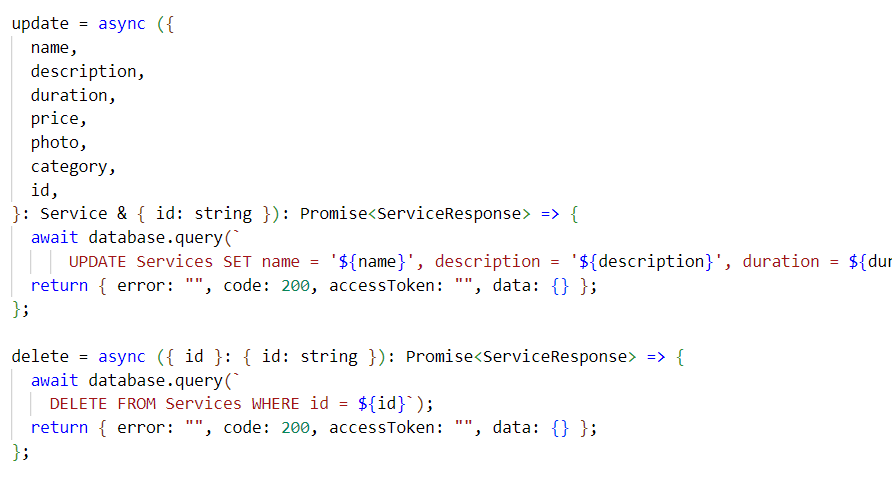 update = async ({
name,
description,
duration,
price,
photo,
category,
id,
}: Service & { id: string }): Promise<ServiceResponse> => {
await database.query(`
UPDATE Services SET name = '${name}', description = '${description}', duration = ${dur
return { error: "", code: 200, accessToken: "", data: {} };
};
delete = async ({ id }: { id: string }): Promise<ServiceResponse> => {
await database.query(`
DELETE FROM Services WHERE id = ${id}`);
return { error: "", code: 200, accessToken: "", data: {} };
};